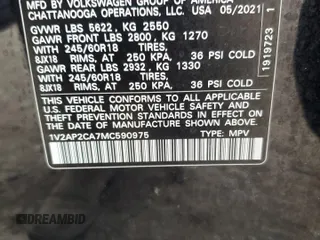 MFD BY VOLKSWAGEN GROUP OF AMERICA
CHATTANOOGA OPERATIONS, LLC. USA 05/2021
GVWR LBS 5622 , KG 2550
GAWR FRONT LBS 2800 , KG 1270
WITH 245/60R18 TIRES,
8JX18 RIMS, AT 250 KPA, 36 PSI COLD
GAWR REAR LBS 2932, KG 1330
WITH 245/60R18 TIRES,
8JX18 RIMS, AT 250 KPA, 36 PSI COLD
THIS VEHICLE CONFORMS TO ALL APPLICABLE
U.S. FEDERAL MOTOR VEHICLE SAFETY AND
THEFT PREVENTION STANDARDS IN EFFECT ON
THE DATE OF MANUFACTURE SHOWN ABOVE.
1V2AP2CA7MC590975 TYPE: MPV
1919723 1
DREAMBID